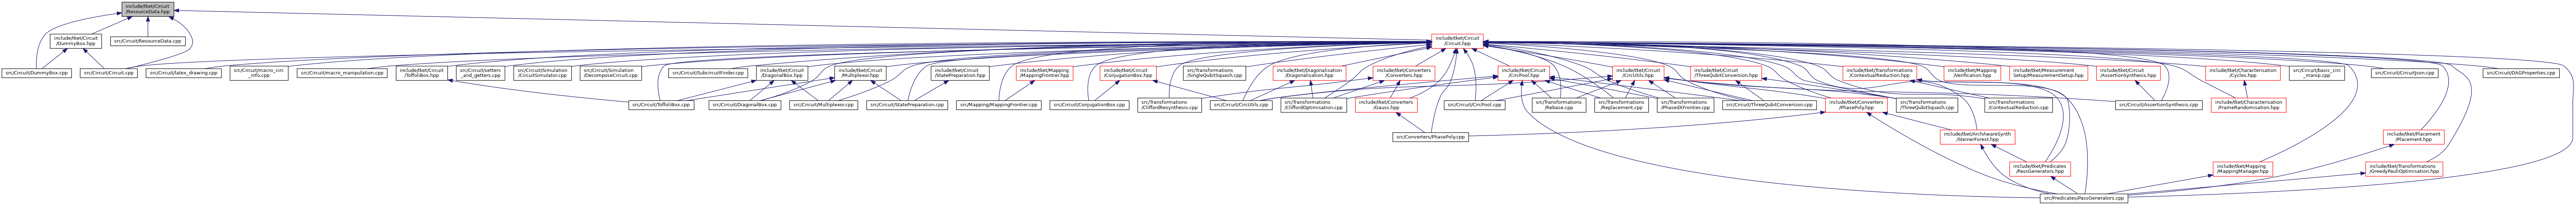 include/tket/Circuit
/ResourceData.hpp
include/tket/Circuit
/DummyBox.hpp
src/Circuit/ResourceData.cpp
include/tket/Circuit
/Circuit.hpp
src/Circuit/DummyBox.cpp
src/Circuit/Circuit.cpp
src/Circuit/latex_drawing.cpp
src/Circuit/macro_circ
_info.cpp
src/Circuit/macro_manipulation.cpp
include/tket/Circuit
/ToffoliBox.hpp
src/Circuit/setters
_and_getters.cpp
src/Circuit/Simulation
/CircuitSimulator.cpp
src/Circuit/Simulation
/DecomposeCircuit.cpp
src/Circuit/SubcircuitFinder.cpp
include/tket/Circuit
/DiagonalBox.hpp
include/tket/Circuit
/Multiplexor.hpp
include/tket/Circuit
/StatePreparation.hpp
include/tket/Mapping
/MappingFrontier.hpp
include/tket/Circuit
/ConjugationBox.hpp
src/Transformations
/SingleQubitSquash.cpp
include/tket/Diagonalisation
/Diagonalisation.hpp
include/tket/Converters
/Converters.hpp
include/tket/Circuit
/CircPool.hpp
include/tket/Circuit
/CircUtils.hpp
include/tket/Circuit
/ThreeQubitConversion.hpp
include/tket/Transformations
/ContextualReduction.hpp
include/tket/Mapping
/Verification.hpp
include/tket/Measurement
Setup/MeasurementSetup.hpp
include/tket/Circuit
/AssertionSynthesis.hpp
include/tket/Characterisation
/Cycles.hpp
src/Circuit/basic_circ
_manip.cpp
src/Circuit/CircuitJson.cpp
src/Circuit/DAGProperties.cpp
src/Circuit/ToffoliBox.cpp
src/Circuit/DiagonalBox.cpp
src/Circuit/Multiplexor.cpp
src/Circuit/StatePreparation.cpp
src/Mapping/MappingFrontier.cpp
src/Circuit/ConjugationBox.cpp
src/Transformations
/CliffordResynthesis.cpp
src/Circuit/CircUtils.cpp
src/Transformations
/CliffordOptimisation.cpp
include/tket/Converters
/Gauss.hpp
src/Circuit/CircPool.cpp
src/Transformations
/Rebase.cpp
src/Transformations
/Replacement.cpp
src/Transformations
/PhasedXFrontier.cpp
src/Circuit/ThreeQubitConversion.cpp
include/tket/Converters
/PhasePoly.hpp
src/Transformations
/ThreeQubitSquash.cpp
src/Transformations
/ContextualReduction.cpp
src/Circuit/AssertionSynthesis.cpp
include/tket/Characterisation
/FrameRandomisation.hpp
src/Converters/PhasePoly.cpp
include/tket/ArchAwareSynth
/SteinerForest.hpp
include/tket/Placement
/Placement.hpp
include/tket/Predicates
/PassGenerators.hpp
include/tket/Mapping
/MappingManager.hpp
include/tket/Transformations
/GreedyPauliOptimisation.hpp
src/Predicates/PassGenerators.cpp